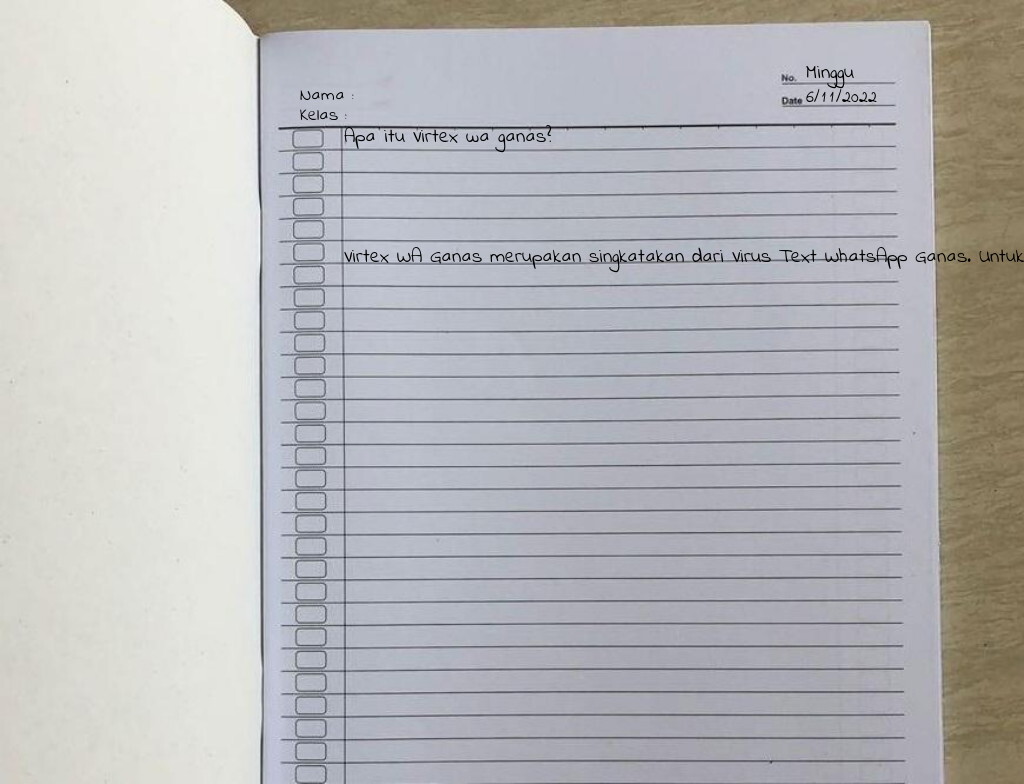 No. Minggu
Nama :
Date 6/11/2022
Kelas :
Apa itu Virtex wa ganas?
Virtex WA Ganas merupakan singkatakan dari Virus Text WhatsApp Ganas. Untuk